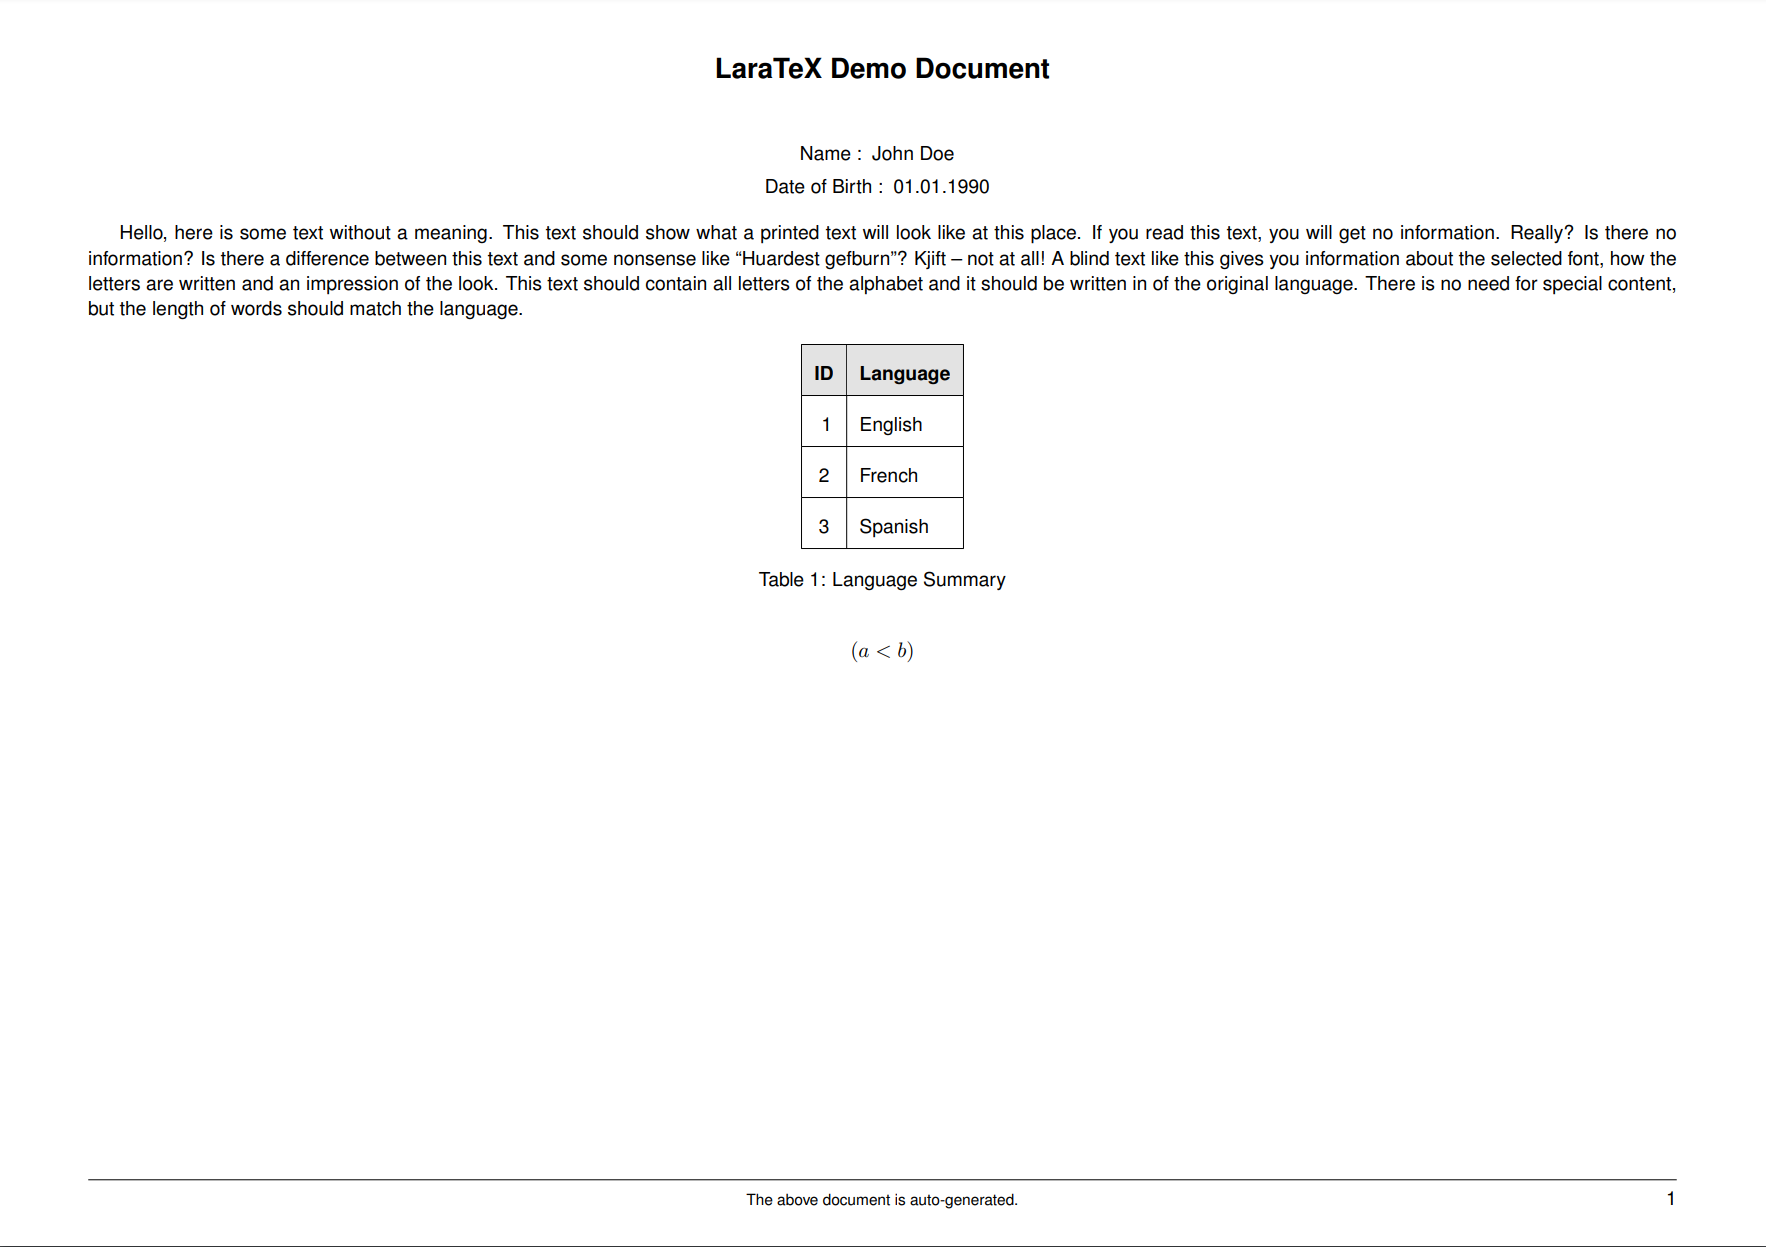 LaraTeX Demo Document
Name : John Doe
Date of Birth : 01.01.1990
Hello, here is some text without a meaning. This text should show what a printed text will look like at this place. If you read this text, you will get no information. Really? Is there no
information? Is there a difference between this text and some nonsense like “Huardest gefburn”? Kjift – not at all! A blind text like this gives you information about the selected font, how the
letters are written and an impression of the look. This text should contain all letters of the alphabet and it should be written in of the original language. There is no need for special content,
but the length of words should match the language.
ID Language
1 English
2 French
3 Spanish
Table 1: Language Summary
(a < b)
The above document is auto-generated. 1